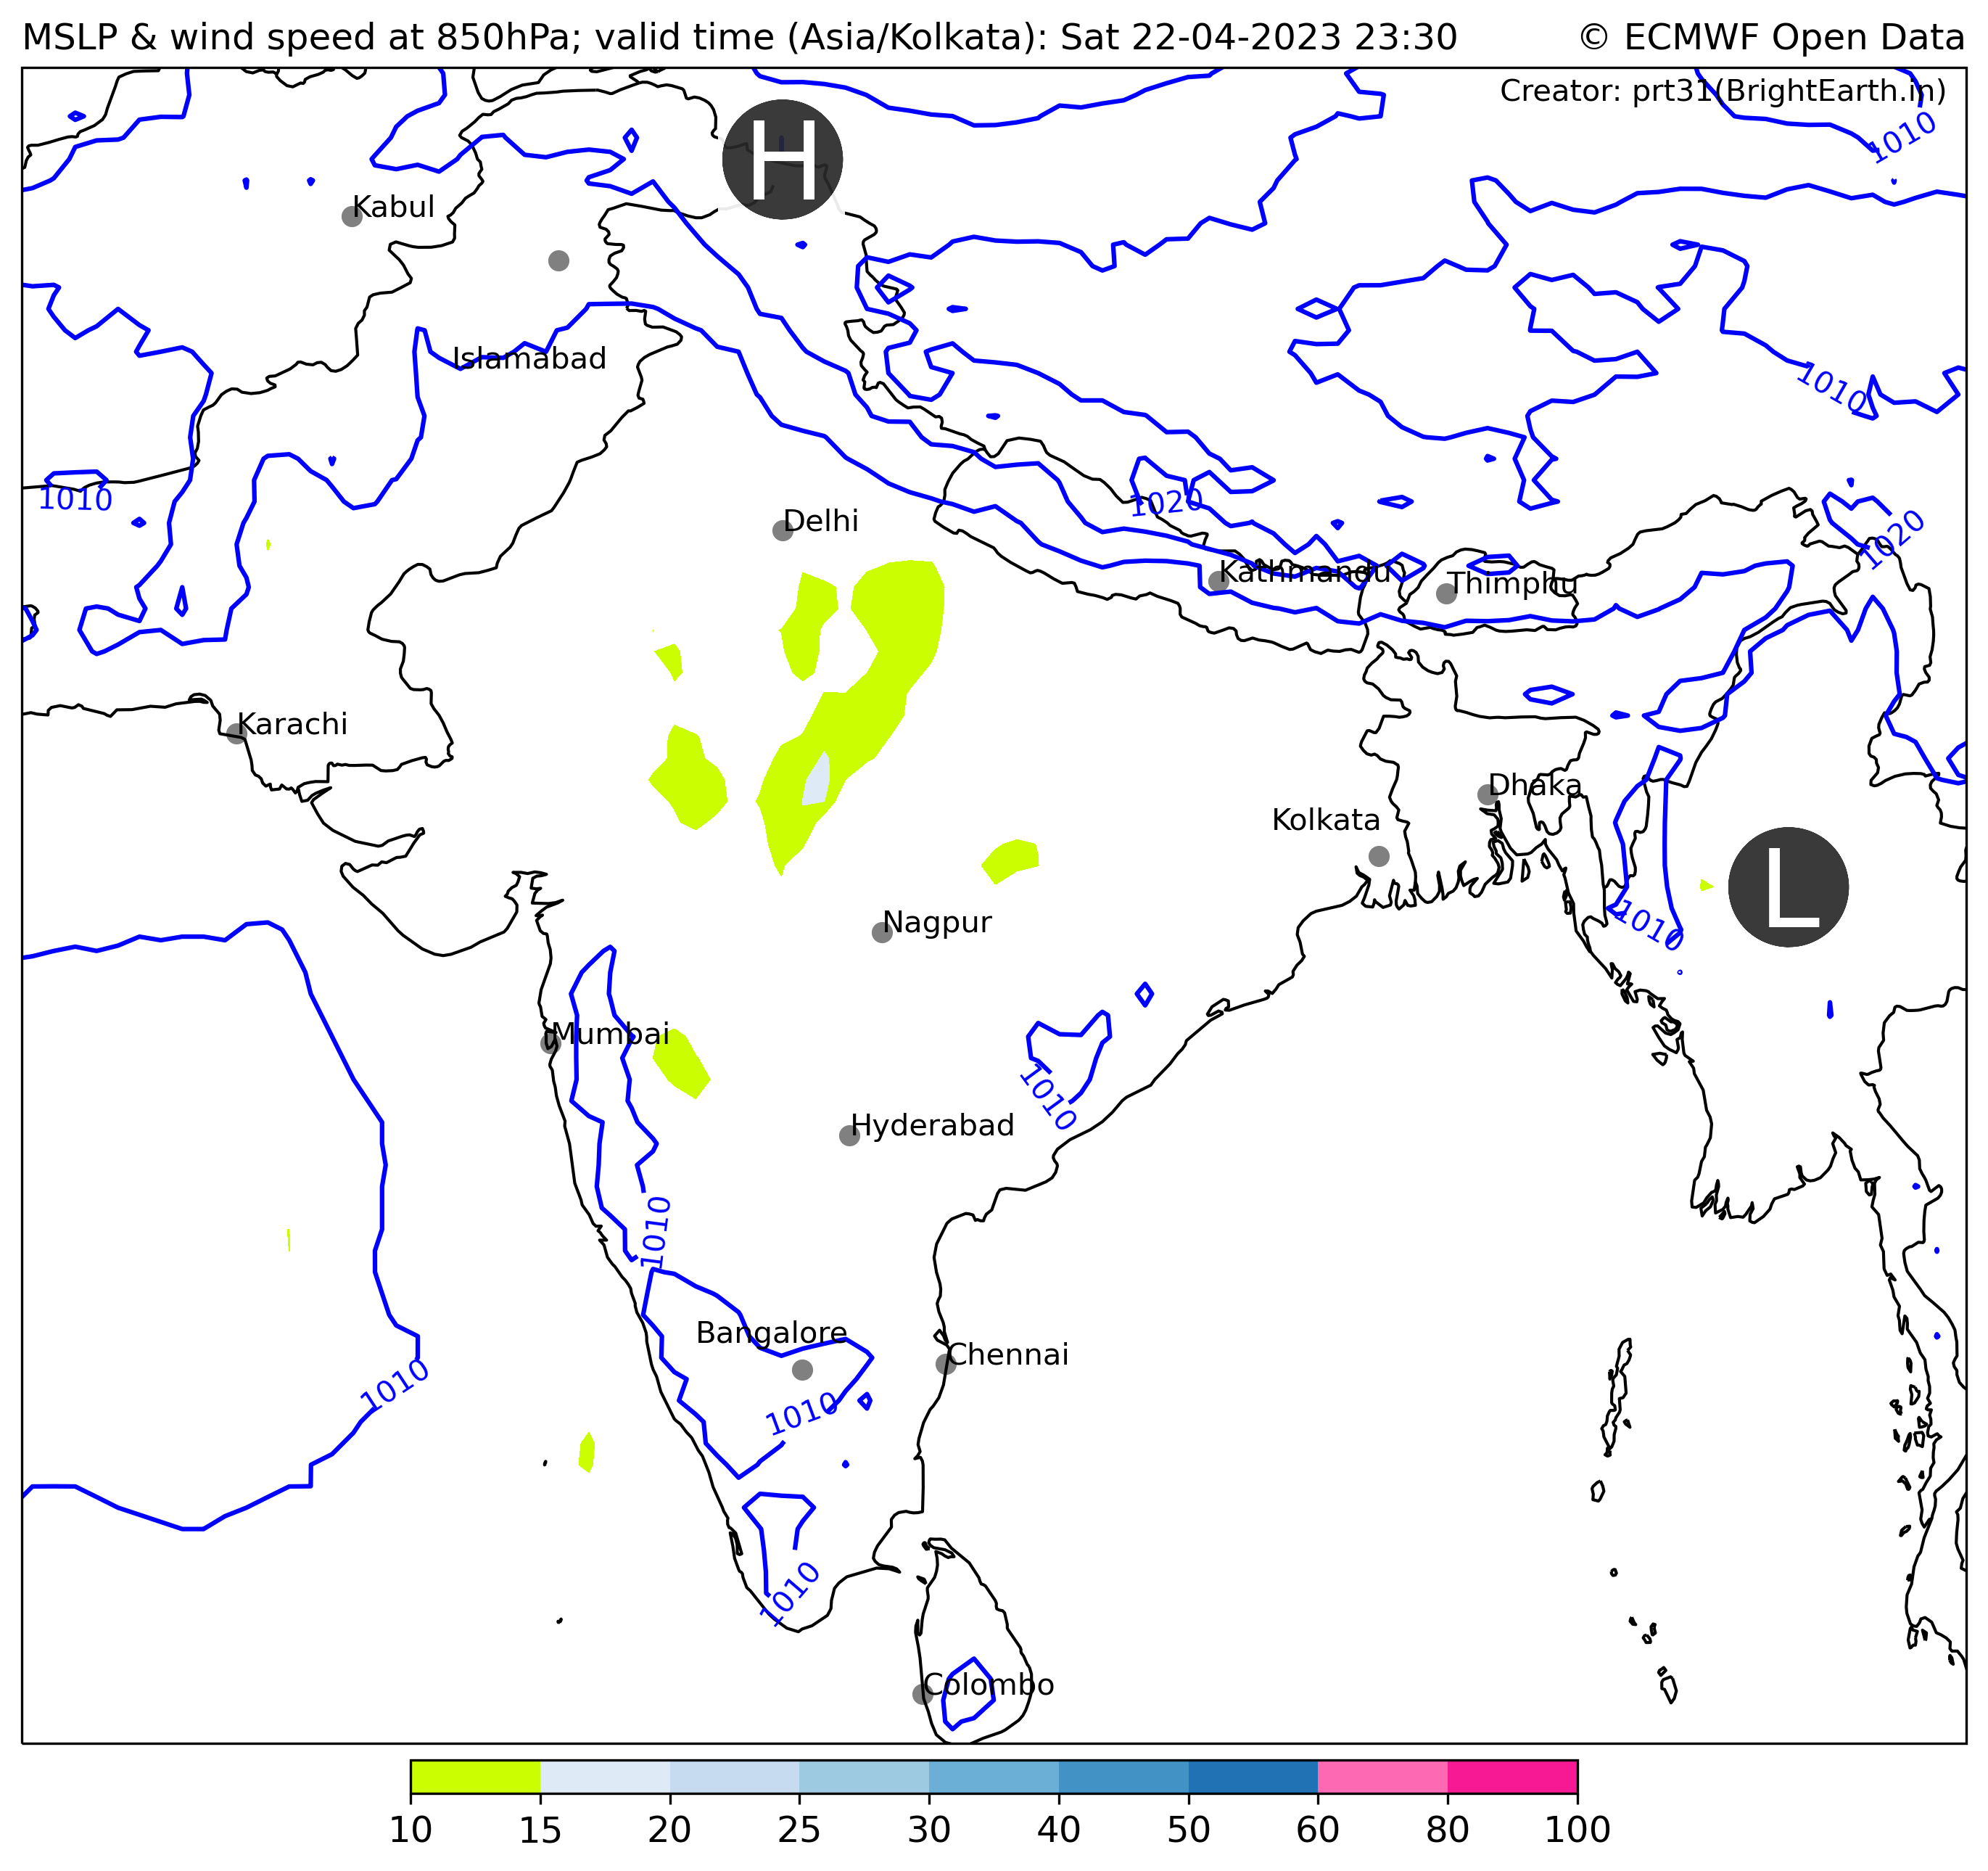 MSLP & wind speed at 850hPa; valid time (Asia/Kolkata): Sat 22-04-2023 23:30 © ECMWF Open Data
Creator: prt31(BrightEarth.in)
H
1010
Kabul
Islamabad
1010
1010
1020
Delhi
1020
Kathmandu
Thimphu
Karachi
Dhaka
Kolkata
L
Nagpur
1010
Mumbai
1010
Hyderabad
1010
Bangalore
Chennai
1010
1010
1010
Colombo
10 15 20 25 30 40 50 60 80 100